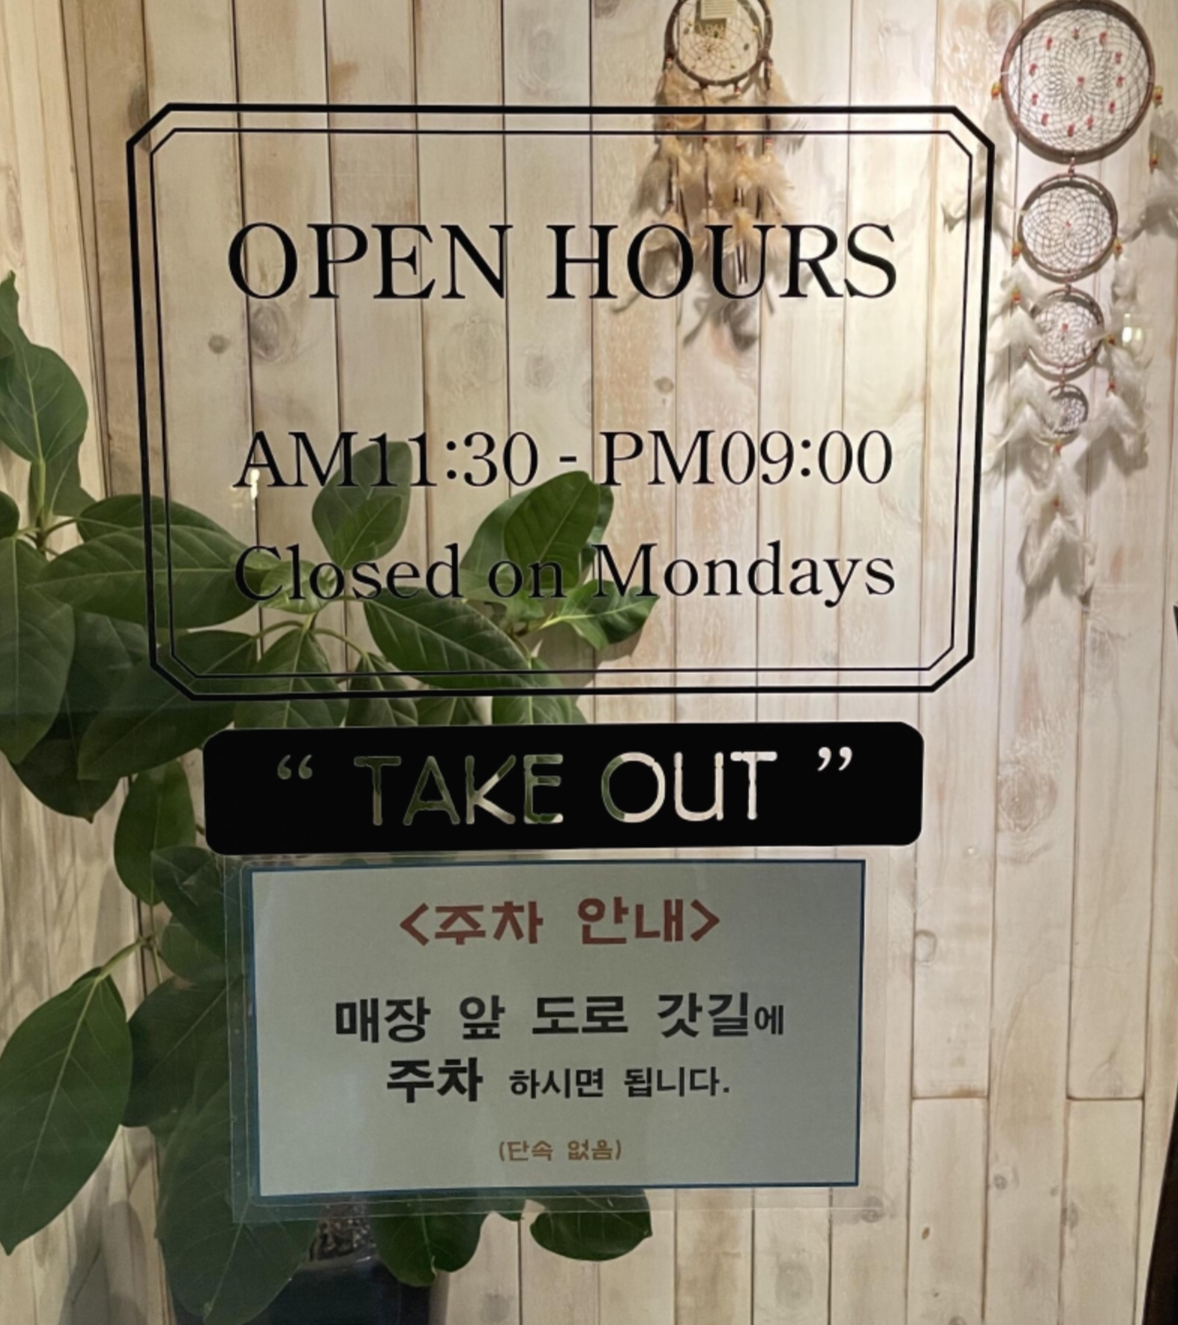 OPEN HOURS
AM11:30 - PM09:00
Closed on Mondays
“ TAKE OUT ”
<주차 안내>
매장 앞 도로 갓길에
주차 하시면 됩니다.
(단속 없음)